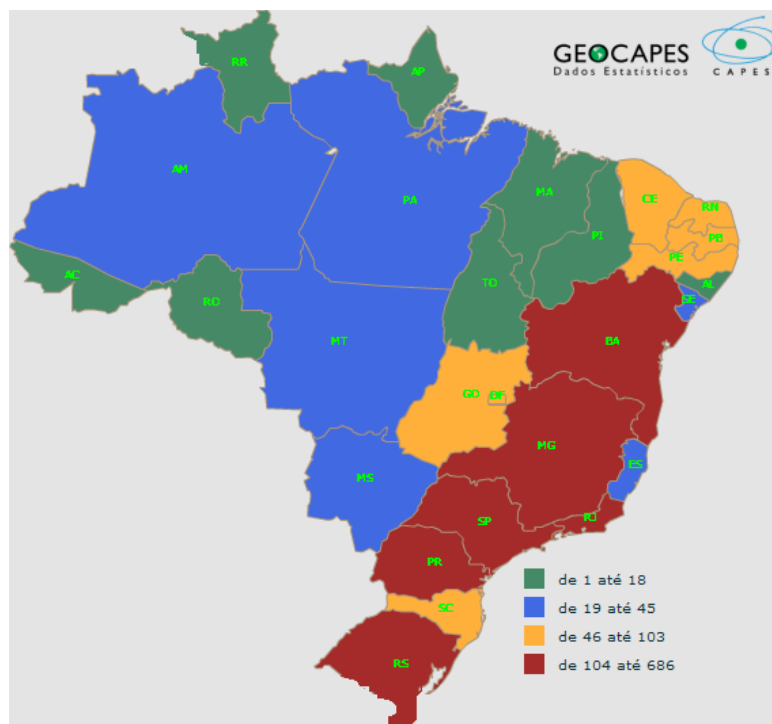 GEOCAPES
Dados Estatísticos
CAPES
RR
AP
AM
PA
MA
CE
RN
PI
PB
PE
AC
TO
AL
RO
SE
MT
BA
GO
DF
MG
ES
MS
SP
RJ
PR
de 1 até 18
de 19 até 45
SC
de 46 até 103
RS
de 104 até 686